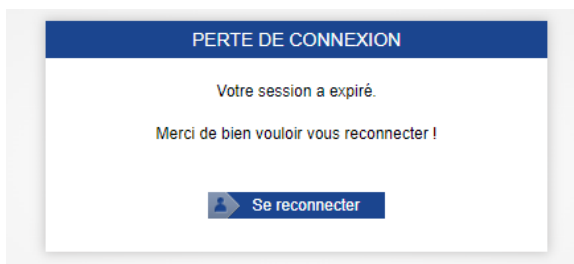 PERTE DE CONNEXION
Votre session a expiré.
Merci de bien vouloir vous reconnecter !
Se reconnecter